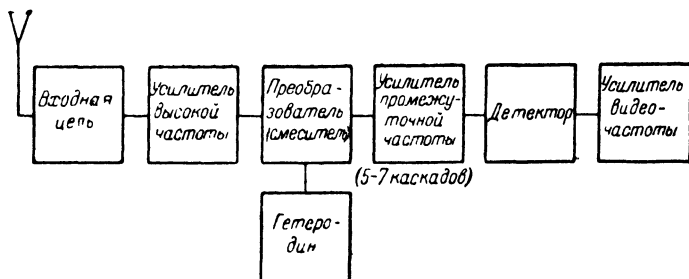 Входная
цепь
Усилитель
высокой
частоты
Преобра-
зователь
(смеситель)
Усилитель
промежу-
точной
частоты
(5-7 каскадов)
Детектор
Усилитель
видео-
частоты
Гетеро-
дин